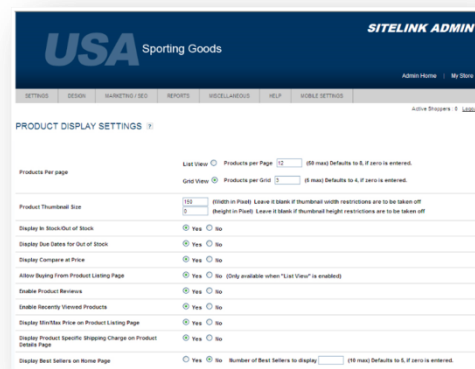 SITELINK ADMIN
USA Sporting Goods
Admin Home | My Store
SETTINGS DESIGN MARKETING / SEO REPORTS MISCELLANEOUS HELP MOBILE SETTINGS
Active Shoppers : 6
PRODUCT DISPLAY SETTINGS ?
List View Products per Page 12 (50 max) Defaults to 8, if zero is entered.
Products Per page
Grid View Products per Grid 3 (5 max) Defaults to 4, if zero is entered.
Product Thumbnail Size
150 (Width in Pixel) Leave it blank if thumbnail width restrictions are to be taken off
0 (height in Pixel) Leave it blank if thumbnail height restrictions are to be taken off
Display In Stock/Out of Stock Yes No
Display Due Dates for Out of Stock Yes No
Display Compare at Price Yes No
Allow Buying From Product Listing Page Yes No (Only available when "List View" is enabled)
Enable Product Reviews Yes No
Enable Recently Viewed Products Yes No
Display Min/Max Price on Product Listing Page Yes No
Display Product Specific Shipping Charge on Product Details Page Yes No
Display Best Sellers on Home Page Yes No Number of Best Sellers to display (10 max) Defaults to 5, if zero is entered.